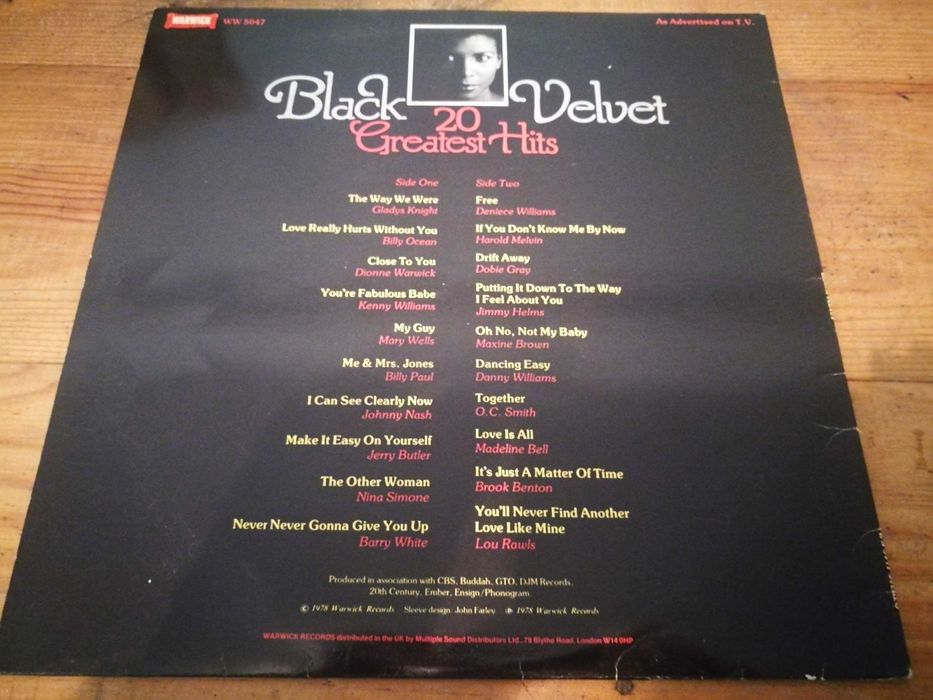 WARWICK WW 5047
As Advertised on T.V.
Black Velvet
20
Greatest Hits
Side One
The Way We Were
Gladys Knight
Love Really Hurts Without You
Billy Ocean
Close To You
Dionne Warwick
You're Fabulous Babe
Kenny Williams
My Guy
Mary Wells
Me & Mrs. Jones
Billy Paul
I Can See Clearly Now
Johnny Nash
Make It Easy On Yourself
Jerry Butler
The Other Woman
Nina Simone
Never Never Gonna Give You Up
Barry White
Side Two
Free
Deniece Williams
If You Don't Know Me By Now
Harold Melvin
Drift Away
Dobie Gray
Putting It Down To The Way
I Feel About You
Jimmy Helms
Oh No, Not My Baby
Maxine Brown
Dancing Easy
Danny Williams
Together
O.C. Smith
Love Is All
Madeline Bell
It's Just A Matter Of Time
Brook Benton
You'll Never Find Another
Love Like Mine
Lou Rawls
Produced in association with CBS, Buddah, GTO, DJM Records,
20th Century, Ember, Ensign/Phonogram
© 1978 Warwick Records Sleeve design: John Farley ℗ 1978 Warwick Records
WARWICK RECORDS distributed in the UK by Multiple Sound Distributors Ltd., 79 Blythe Road, London W14 0HP